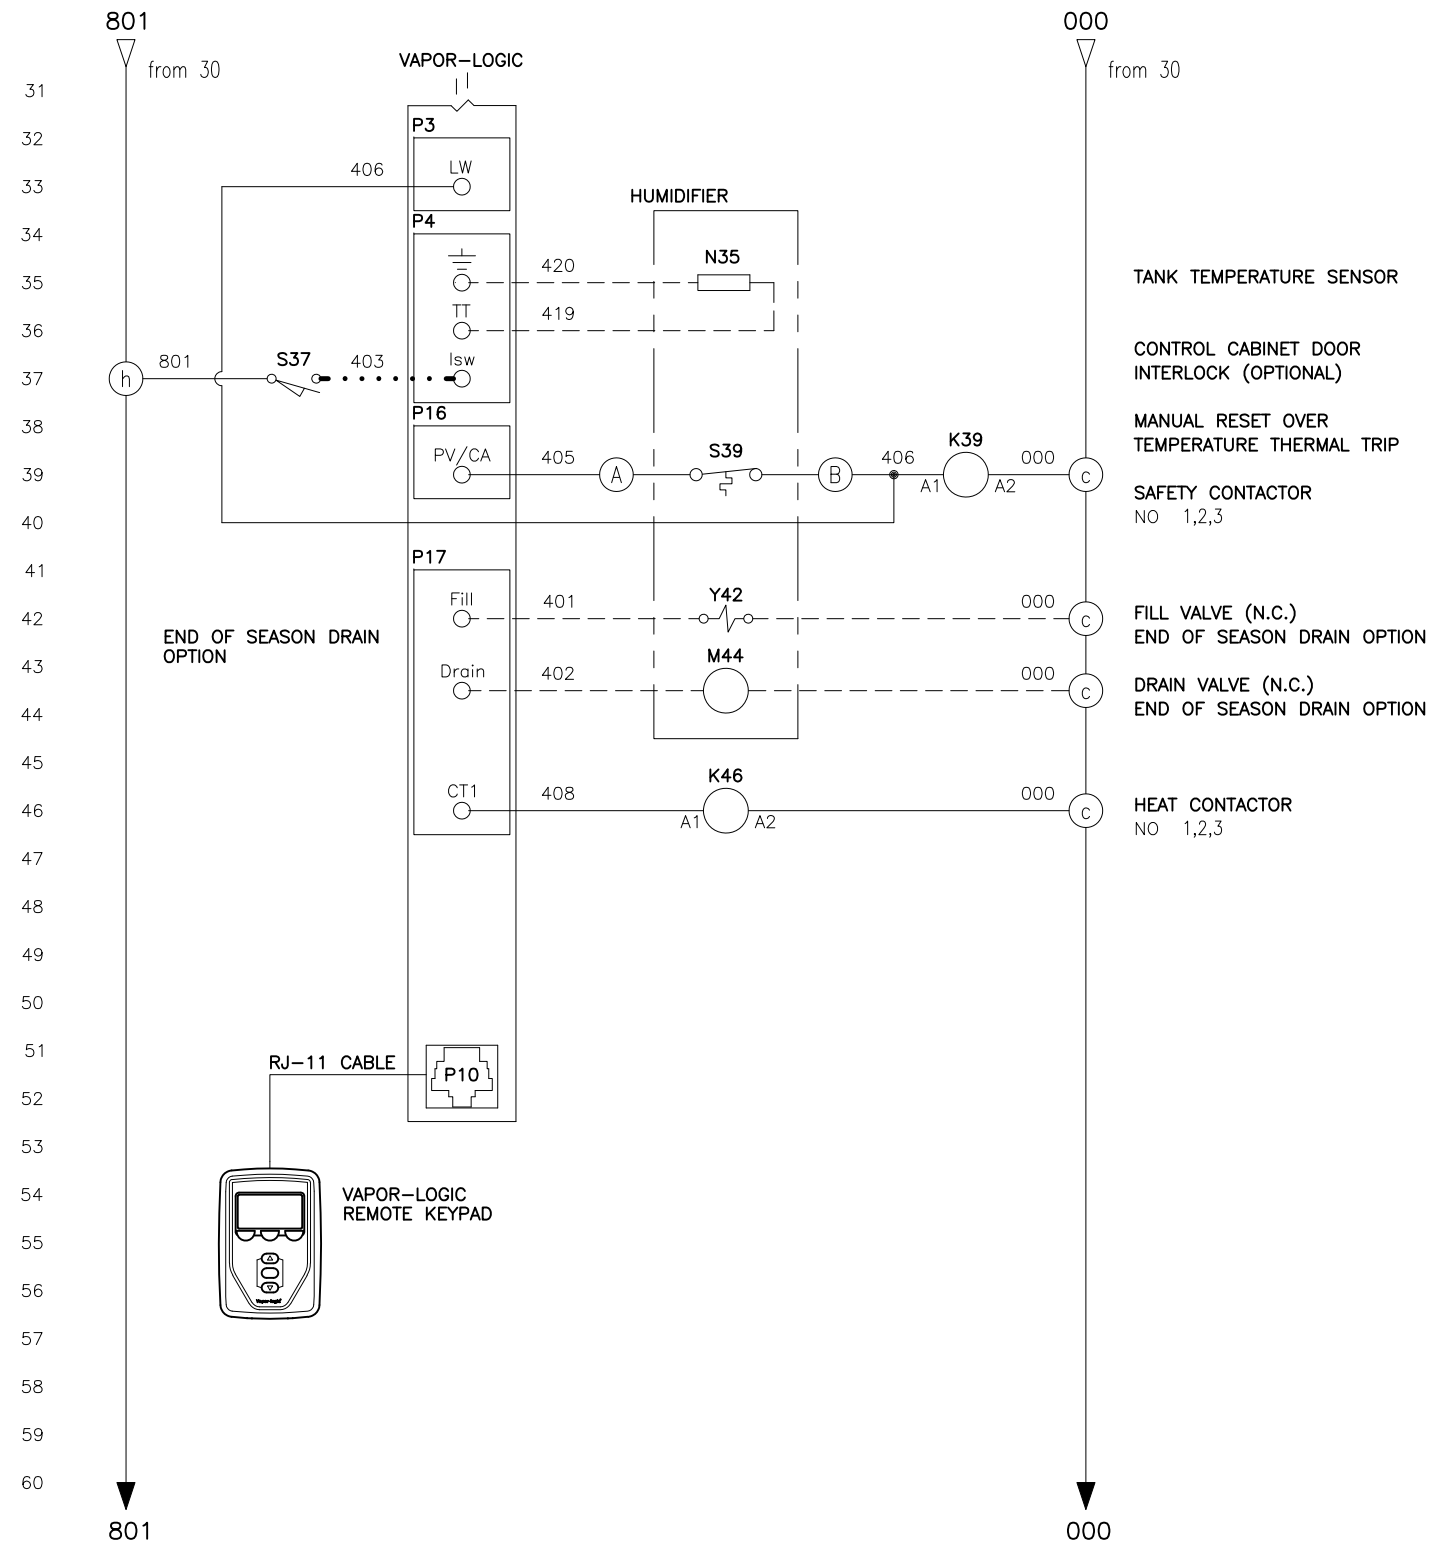 801
000
from 30
from 30
VAPOR-LOGIC
31
P3
32
406
LW
33
HUMIDIFIER
P4
34
N35
420
35
TANK TEMPERATURE SENSOR
TT
419
36
CONTROL CABINET DOOR
INTERLOCK (OPTIONAL)
801
S37
403
Isw
h
37
P16
38
MANUAL RESET OVER
TEMPERATURE THERMAL TRIP
PV/CA
405
S39
406
K39
000
39
A
B
A1
A2
c
SAFETY CONTACTOR
NO 1,2,3
40
P17
41
Fill
401
Y42
000
42
c
FILL VALVE (N.C.)
END OF SEASON DRAIN OPTION
END OF SEASON DRAIN
OPTION
43
Drain
402
M44
000
c
DRAIN VALVE (N.C.)
END OF SEASON DRAIN OPTION
44
45
CT1
408
K46
000
46
A1
A2
c
HEAT CONTACTOR
NO 1,2,3
47
48
49
50
51
RJ-11 CABLE
P10
52
53
54
VAPOR-LOGIC
REMOTE KEYPAD
55
56
Vapor-logic
57
58
59
60
801
000